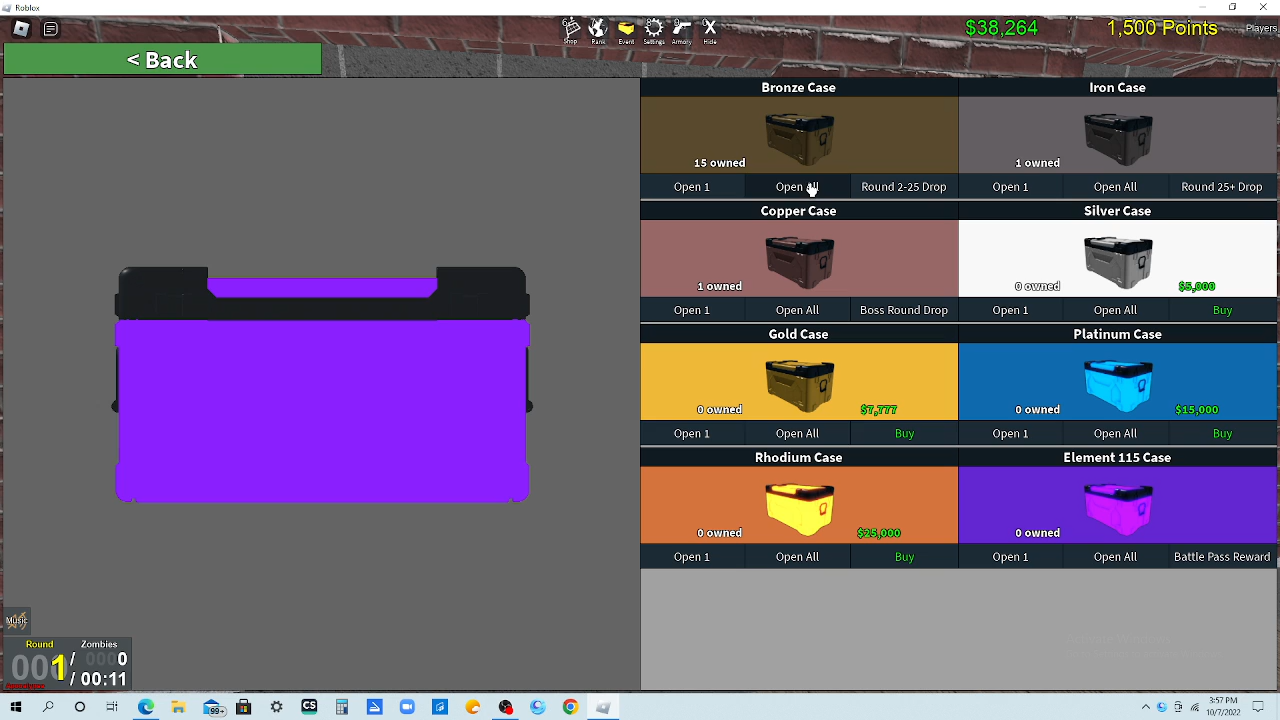 Roblox
Shop Rank Event Settings Armory Hide
$38,264
1,500 Points
Players
< Back
Bronze Case
Iron Case
15 owned
1 owned
Open 1 Open All Round 2-25 Drop
Open 1 Open All Round 25+ Drop
Copper Case
Silver Case
1 owned
0 owned $5,000
Open 1 Open All Boss Round Drop
Open 1 Open All Buy
Gold Case
Platinum Case
0 owned $7,777
0 owned $15,000
Open 1 Open All Buy
Open 1 Open All Buy
Rhodium Case
Element 115 Case
0 owned $25,000
0 owned
Open 1 Open All Buy
Open 1 Open All Battle Pass Reward
Music
Round Zombies
0001 / 0000
/ 00:11
99+
CS
3:57 PM
10/7/2022